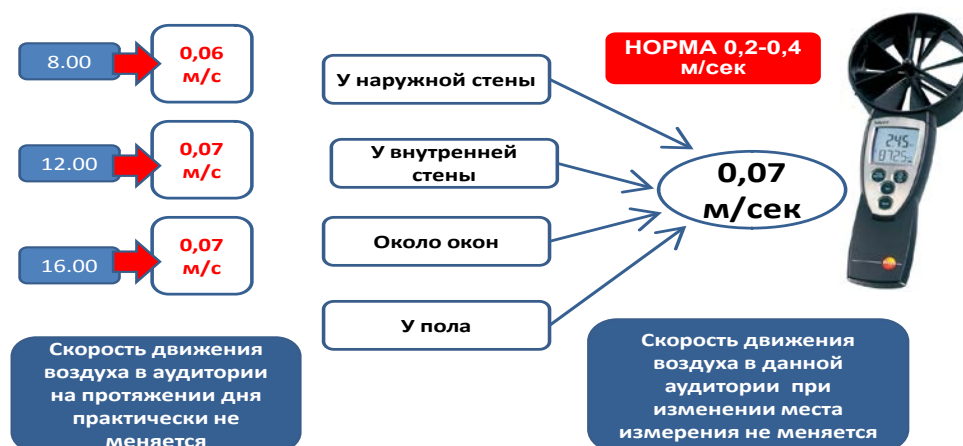 8.00
0,06
м/с
12.00
0,07
м/с
16.00
0,07
м/с
Скорость движения
воздуха в аудитории
на протяжении дня
практически не
меняется
У наружной стены
У внутренней
стены
Около окон
У пола
НОРМА 0,2-0,4
м/сек
0,07
м/сек
Скорость движения
воздуха в данной
аудитории при
изменении места
измерения не меняется